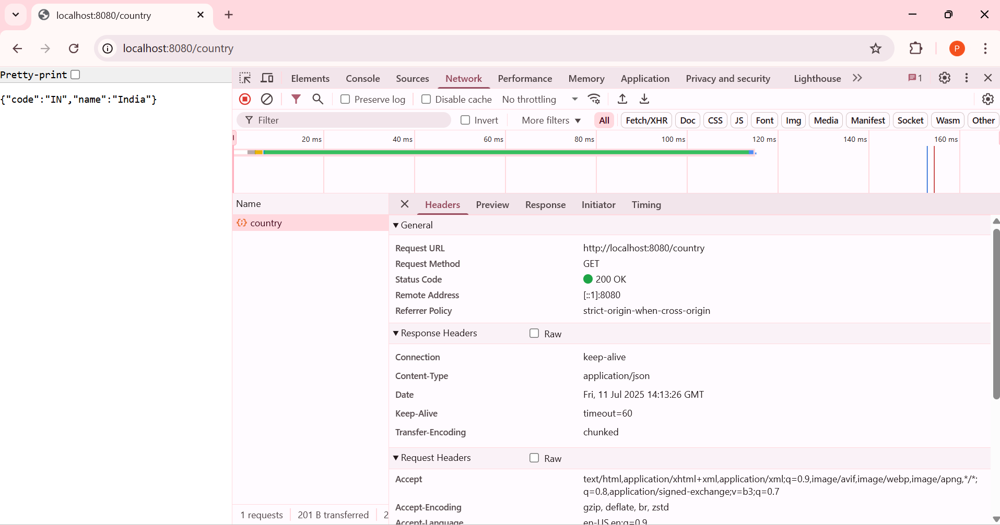 localhost:8080/country
localhost:8080/country
P
Pretty-print
{"code":"IN","name":"India"}
Elements Console Sources Network Performance Memory Application Privacy and security Lighthouse 1
Preserve log Disable cache No throttling
Filter Invert More filters All Fetch/XHR Doc CSS JS Font Img Media Manifest Socket Wasm Other
20 ms 40 ms 60 ms 80 ms 100 ms 120 ms 140 ms 160 ms
Name
country
Headers Preview Response Initiator Timing
General
Request URL http://localhost:8080/country
Request Method GET
Status Code 200 OK
Remote Address [::1]:8080
Referrer Policy strict-origin-when-cross-origin
Response Headers Raw
Connection keep-alive
Content-Type application/json
Date Fri, 11 Jul 2025 14:13:26 GMT
Keep-Alive timeout=60
Transfer-Encoding chunked
Request Headers Raw
Accept text/html,application/xhtml+xml,application/xml;q=0.9,image/avif,image/webp,image/apng,*/*;
q=0.8,application/signed-exchange;v=b3;q=0.7
Accept-Encoding gzip, deflate, br, zstd
Accept-Language en-US,en;q=0.9
1 requests 201 B transferred 2